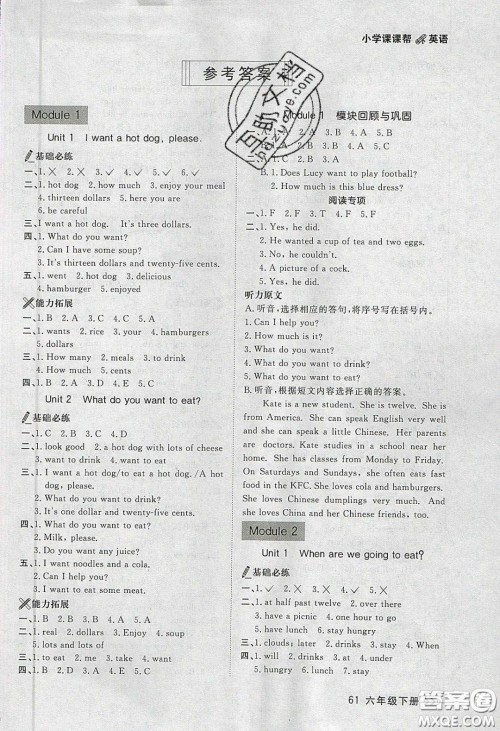 小学课课帮 英语
参考答案
Module 1
Unit 1 I want a hot dog, please.
基础必练
一、1. ✕ 2. ✕ 3. ✓ 4. ✓ 5. ✓ 6. ✓
二、1. hot dog 2. how much 3. enjoy your meal
4. thirteen dollars 5. here you are
6. be careful
三、I want a hot dog. It's three dollars.
四、1. What do you want?
2. Can I have some soup?
3. It's thirteen dollars and twenty-five cents.
五、1. went 2. hot dog 3. delicious
4. hamburger 5. enjoyed
能力拓展
一、1. B 2. A 3. B 4. A 5. C
二、1. wants 2. rice 3. your 4. hamburgers
5. dollars
三、1. How many 2. meals 3. to drink
4. How much
四、1. B 2. D 3. A 4. E 5. C
Unit 2 What do you want to eat?
基础必练
一、1. C 2. B 3. C 4. D
二、1. look good 2. a hot dog with lots of cheese
3. want to drink 4. want to eat
三、1. I want a hot dog/to eat a hot dog. /A hot
dog, please.
2. What do you want to drink?
3. It's one dollar and twenty-five cents.
四、1. What do you want to eat?
2. Milk, please.
3. Do you want any juice?
五、1. I want noodles and a cola.
2. Can I help you?
3. I want to eat some meat.
能力拓展
一、1. B 2. B 3. B 4. A 5. C
二、1. real 2. dollars 3. Enjoy 4. cents
5. lots and lots of
三、1. to eat 2. me 3. take 4. want
四、1. D 2. A 3. E 4. B 5. C
Module 1 模块回顾与巩固
一、A. 1. B 2. A 3. A 4. A 5. B
B. 1. Does Lucy want to play football?
2. How much is this blue dress?
阅读专项
一、1. F 2. F 3. T 4. F 5. F
二、1. Yes, he did.
2. He wanted a cup of tea and two eggs.
3. No, he couldn't.
4. A picture of a cock.
5. Yes, he did.
听力原文
A. 听音,选择相应的答句,将序号写在括号内。
1. Can I help you?
2. How much is it?
3. What do you want?
4. What do you want to drink?
5. What do you want to eat?
B. 听音,根据短文内容选择正确的答案。
Kate is my new friend. She is twelve. She is
from America. She can speak English very well
and she can speak a little Chinese. Her parents
are doctors. Kate studies in a school near her
home. She has classes from Monday to Friday.
On Saturdays and Sundays, she often eats fast
food in the KFC. She loves hamburgers and hot
dogs. She loves Chinese dumplings very much. And
she loves China and her Chinese friends, too.
Module 2
Unit 1 When are we going to eat?
基础必练
一、1. ✓ 2. ✓ 3. ✕ 4. ✓
二、1. at half past twelve 2. over there
3. have a picnic 4. one hour to go
5. have lunch 6. stay hungry
三、1. clouds; later 2. drinks 3. down
四、1. will 2. drinks 3. under 4. there
5. lunch 6. stay hungry
61 六年级下册